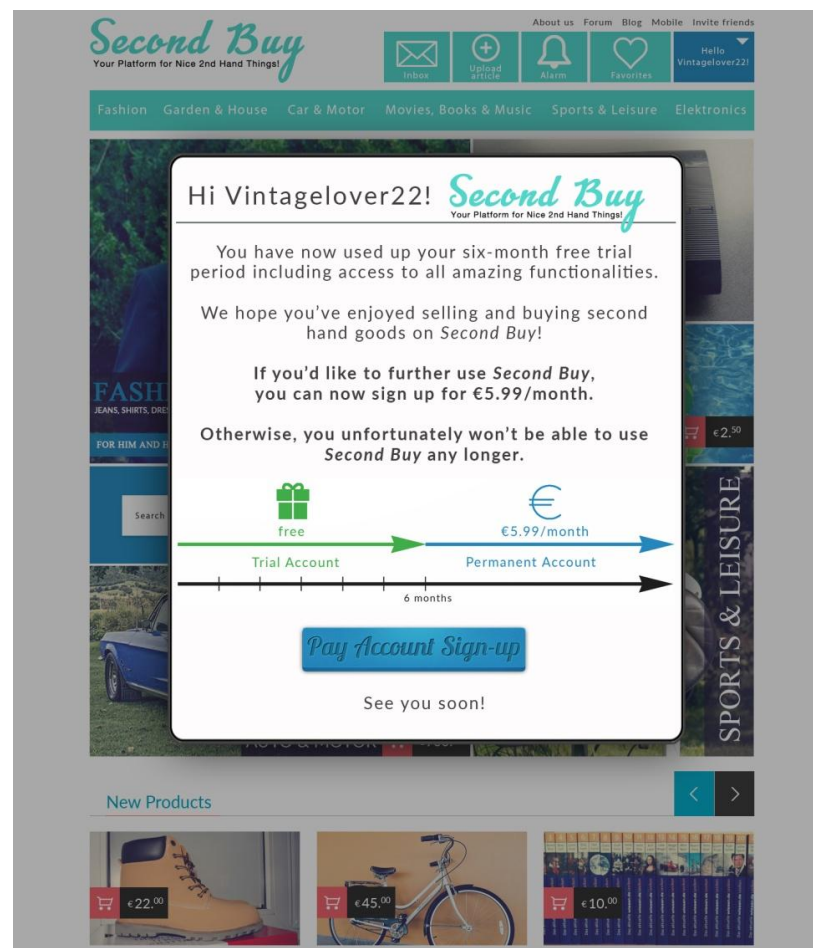 About us Forum Blog Mobile Invite friends
Second Buy
Your Platform for Nice 2nd Hand Things!
Inbox
Upload article
Alarm
Favorites
Hello
Vintagelover22!
Fashion Garden & House Car & Motor Movies, Books & Music Sports & Leisure Elektronics
Hi Vintagelover22!
Second Buy
Your Platform for Nice 2nd Hand Things!
You have now used up your six-month free trial
period including access to all amazing functionalities.
We hope you've enjoyed selling and buying second
hand goods on Second Buy!
If you'd like to further use Second Buy,
you can now sign up for €5.99/month.
Otherwise, you unfortunately won't be able to use
Second Buy any longer.
free
€5.99/month
Trial Account
Permanent Account
6 months
Pay Account Sign-up
See you soon!
JEANS, SHIRTS,
FOR HIM AND
€2.50
Search
SPORTS & LEISURE
AUTO & MOTOR
New Products
€22.00
€45.00
€10.00